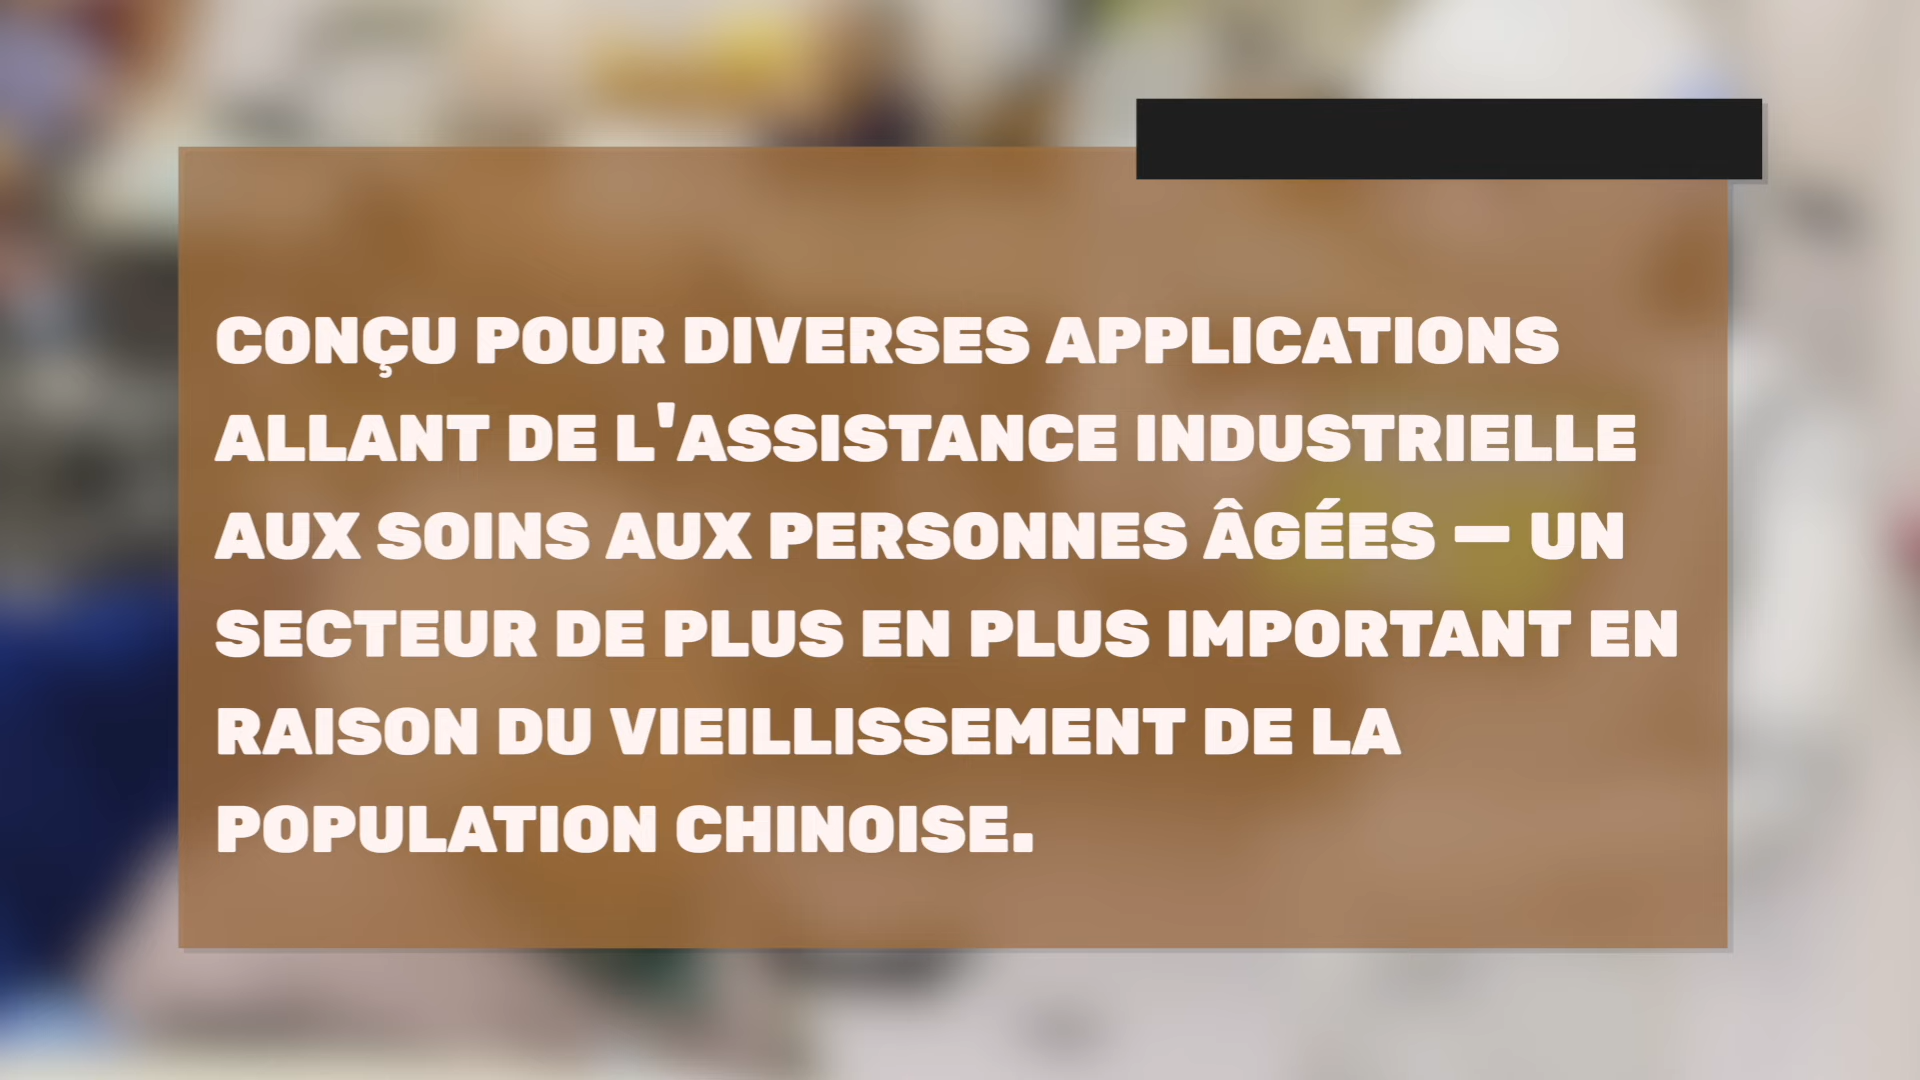 CONÇU POUR DIVERSES APPLICATIONS
ALLANT DE L'ASSISTANCE INDUSTRIELLE
AUX SOINS AUX PERSONNES ÂGÉES — UN
SECTEUR DE PLUS EN PLUS IMPORTANT EN
RAISON DU VIEILLISSEMENT DE LA
POPULATION CHINOISE.